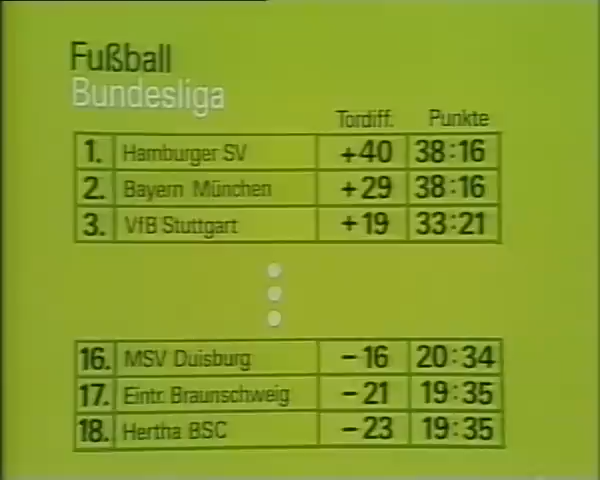 Fußball
Bundesliga
Tordiff. Punkte
1. Hamburger SV +40 38:16
2. Bayern München +29 38:16
3. VfB Stuttgart +19 33:21
16. MSV Duisburg -16 20:34
17. Eintr. Braunschweig -21 19:35
18. Hertha BSC -23 19:35